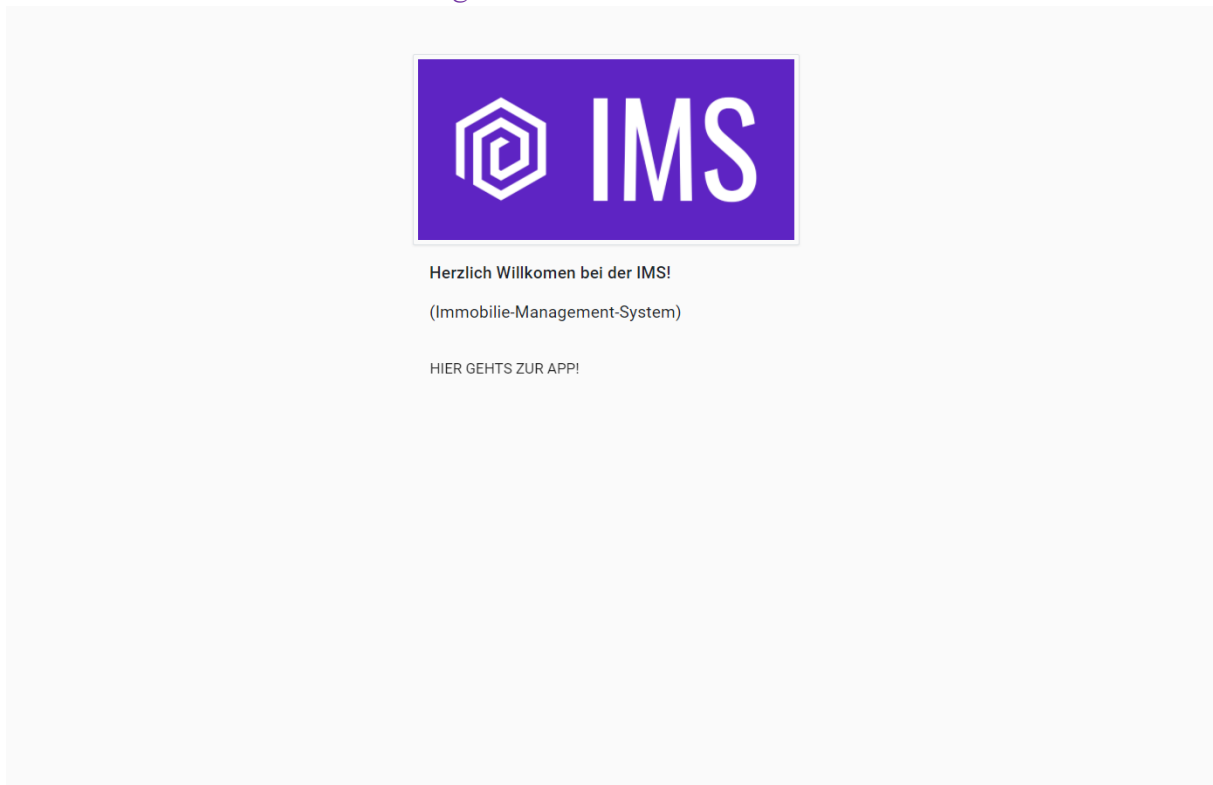 IMS
Herzlich Willkomen bei der IMS!
(Immobilie-Management-System)
HIER GEHTS ZUR APP!